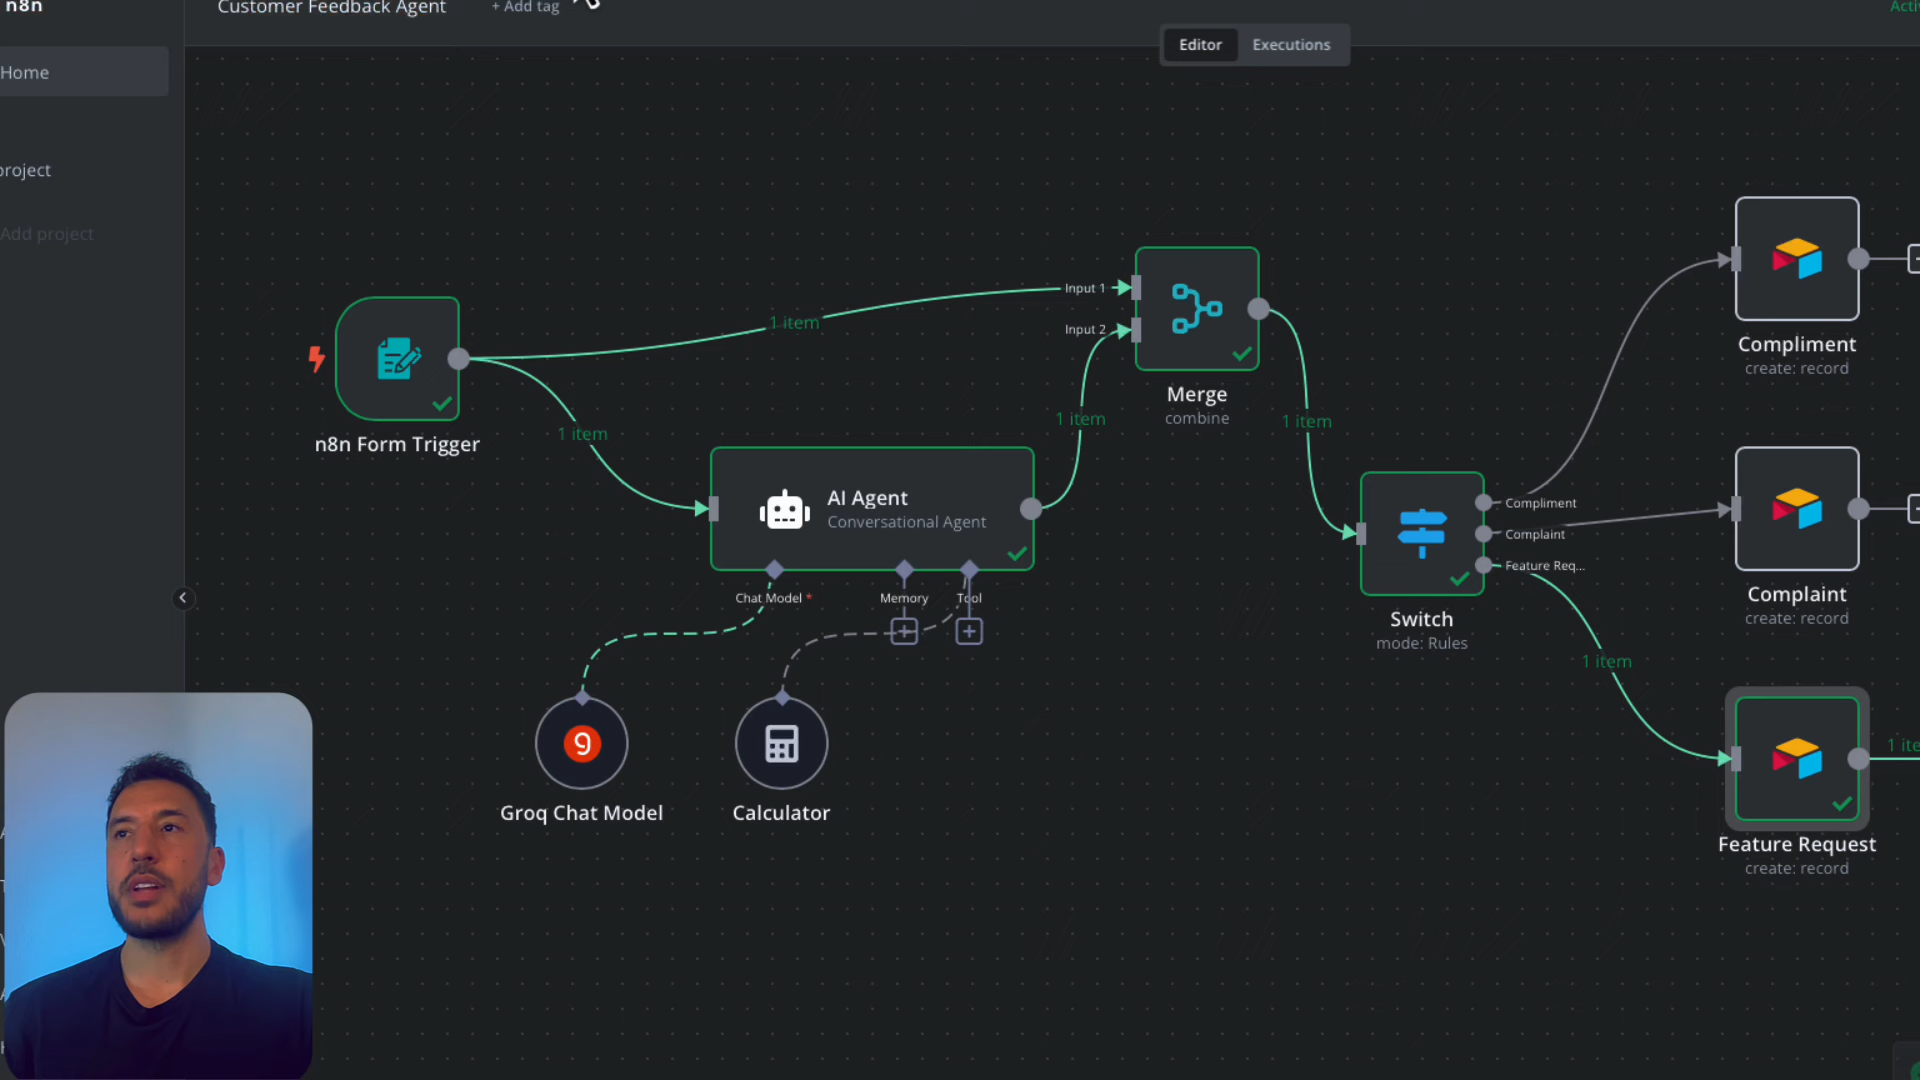 n8n
Customer Feedback Agent
+ Add tag
Editor
Executions
Home
project
Add project
Input 1
1 item
Input 2
Compliment
create: record
Merge
combine
1 item
1 item
1 item
n8n Form Trigger
AI Agent
Conversational Agent
Compliment
Complaint
Feature Req...
Complaint
create: record
Chat Model *
Memory
Tool
Switch
mode: Rules
1 item
Groq Chat Model
Calculator
Feature Request
create: record